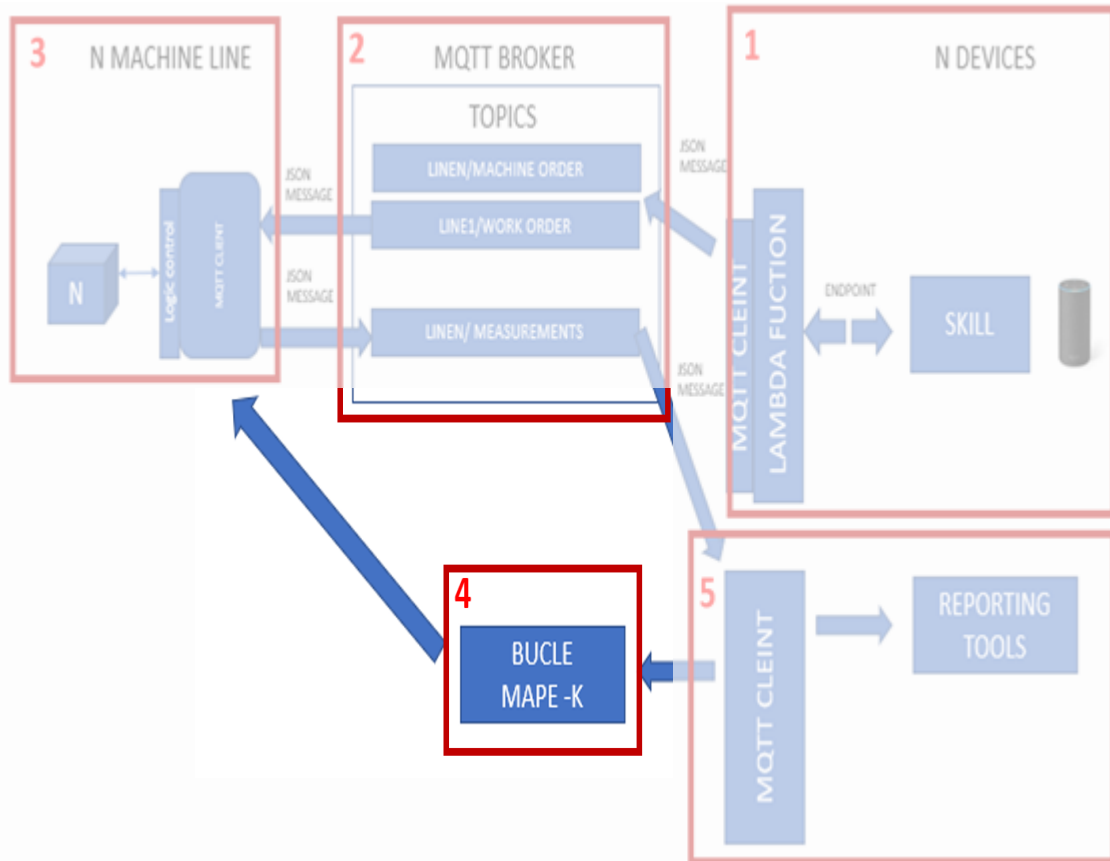 3
N MACHINE LINE
JSON
MESSAGE
Logic control
MQTT CLIENT
N
JSON
MESSAGE
2
MQTT BROKER
TOPICS
LINEN/MACHINE ORDER
LINE1/WORK ORDER
LINEN/ MEASUREMENTS
JSON
MESSAGE
JSON
MESSAGE
1
N DEVICES
MQTT CLEINT
LAMBDA FUCTION
ENDPOINT
SKILL
4
BUCLE
MAPE -K
5
MQTT CLEINT
REPORTING
TOOLS